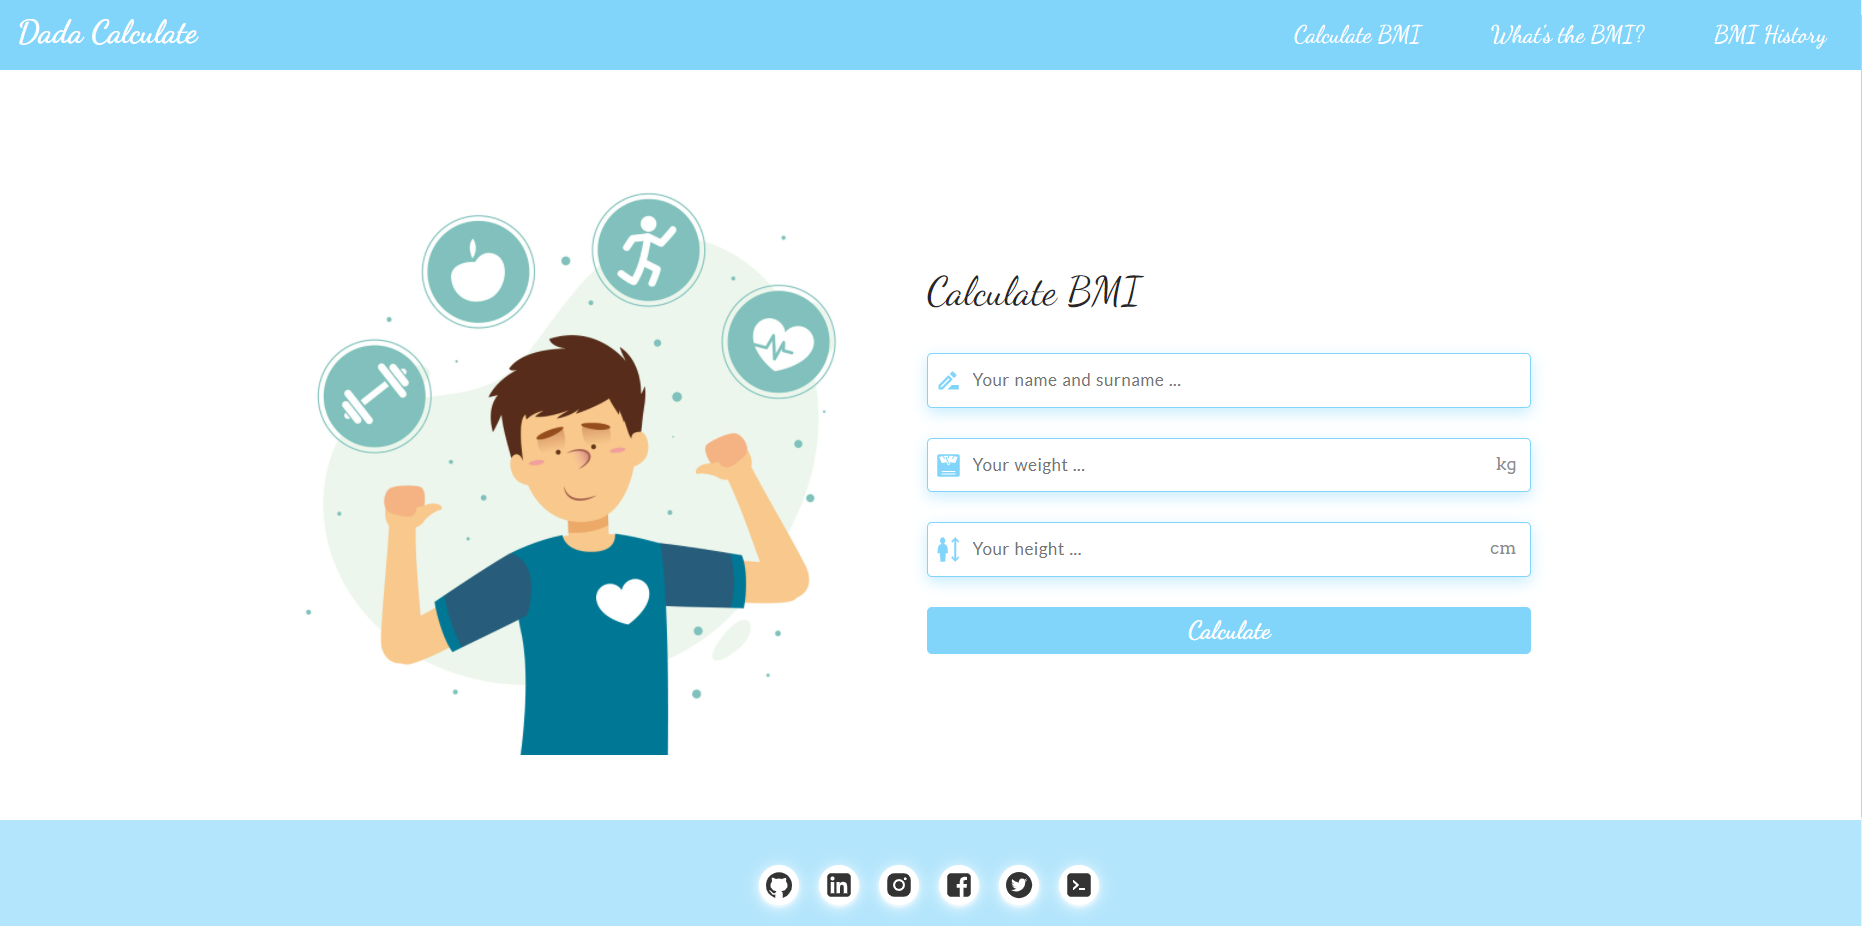 Dada Calculate
Calculate BMI
What's the BMI?
BMI History
Calculate BMI
Your name and surname ...
Your weight ...
kg
Your height ...
cm
Calculate